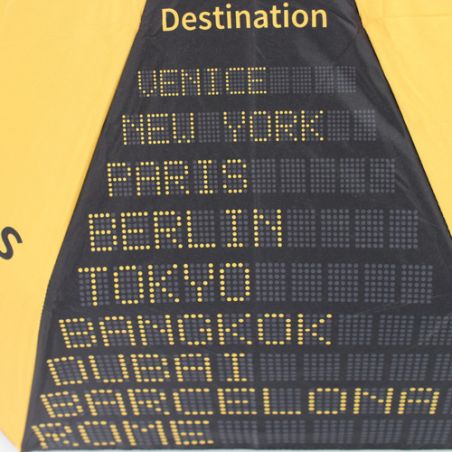 Destination
VENICE
NEW YORK
PARIS
BERLIN
TOKYO
BANGKOK
DUBAI
BARCELONA
ROME
s